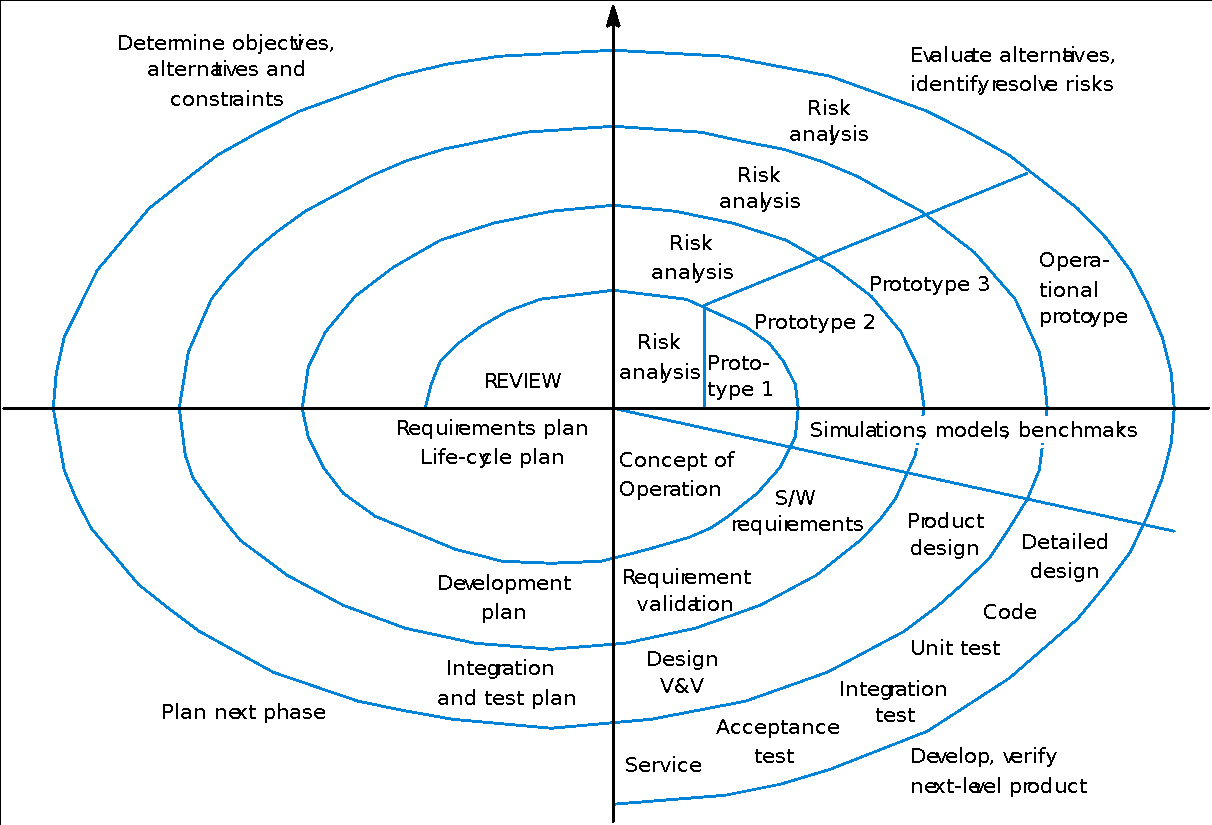 Determine objectives,
alternatives and
constraints
Evaluate alternatives,
identify, resolve risks
Risk
analysis
Risk
analysis
Risk
analysis
Risk
analysis
Opera-
tional
prototype
Prototype 3
Prototype 2
Proto-
type 1
REVIEW
Requirements plan
Life-cycle plan
Simulations, models, benchmaks
Concept of
Operation
S/W
requirements
Product
design
Detailed
design
Development
plan
Requirement
validation
Code
Unit test
Integration
and test plan
Design
V&V
Integration
test
Plan next phase
Acceptance
test
Service
Develop, verify
next-level product